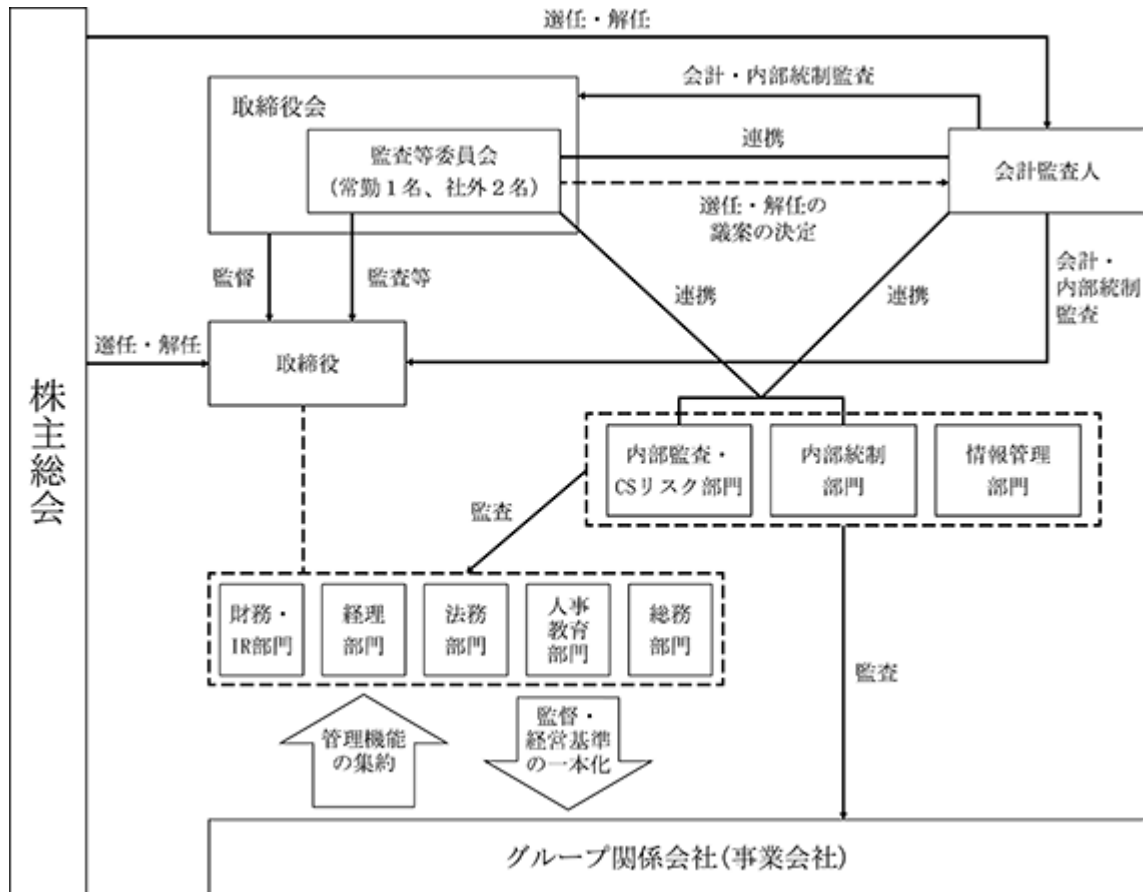 選任・解任
会計・内部統制監査
取締役会
連携
監査等委員会
(常勤1名、社外2名)
会計監査人
選任・解任の
議案の決定
監督
監査等
連携
連携
会計・
内部統制
監査
選任・解任
取締役
株主総会
内部監査・
CSリスク部門
内部統制
部門
情報管理
部門
監査
財務・
IR部門
経理
部門
法務
部門
人事
教育
部門
総務
部門
監査
管理機能
の集約
監督・
経営基準
の一本化
グループ関係会社(事業会社)